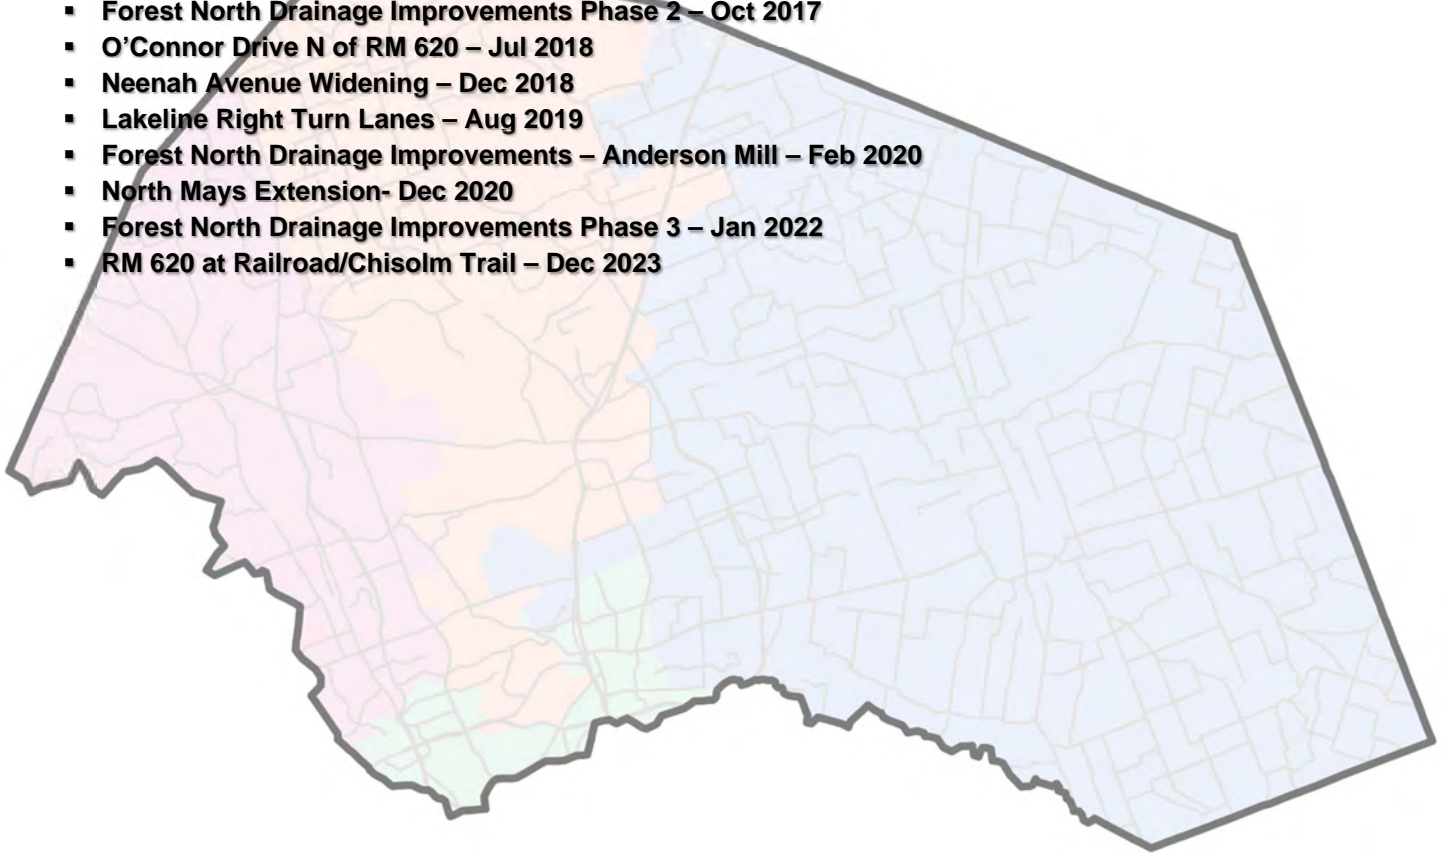 ▪ Forest North Drainage Improvements Phase 2 – Oct 2017
▪ O’Connor Drive N of RM 620 – Jul 2018
▪ Neenah Avenue Widening – Dec 2018
▪ Lakeline Right Turn Lanes – Aug 2019
▪ Forest North Drainage Improvements – Anderson Mill – Feb 2020
▪ North Mays Extension- Dec 2020
▪ Forest North Drainage Improvements Phase 3 – Jan 2022
▪ RM 620 at Railroad/Chisolm Trail – Dec 2023